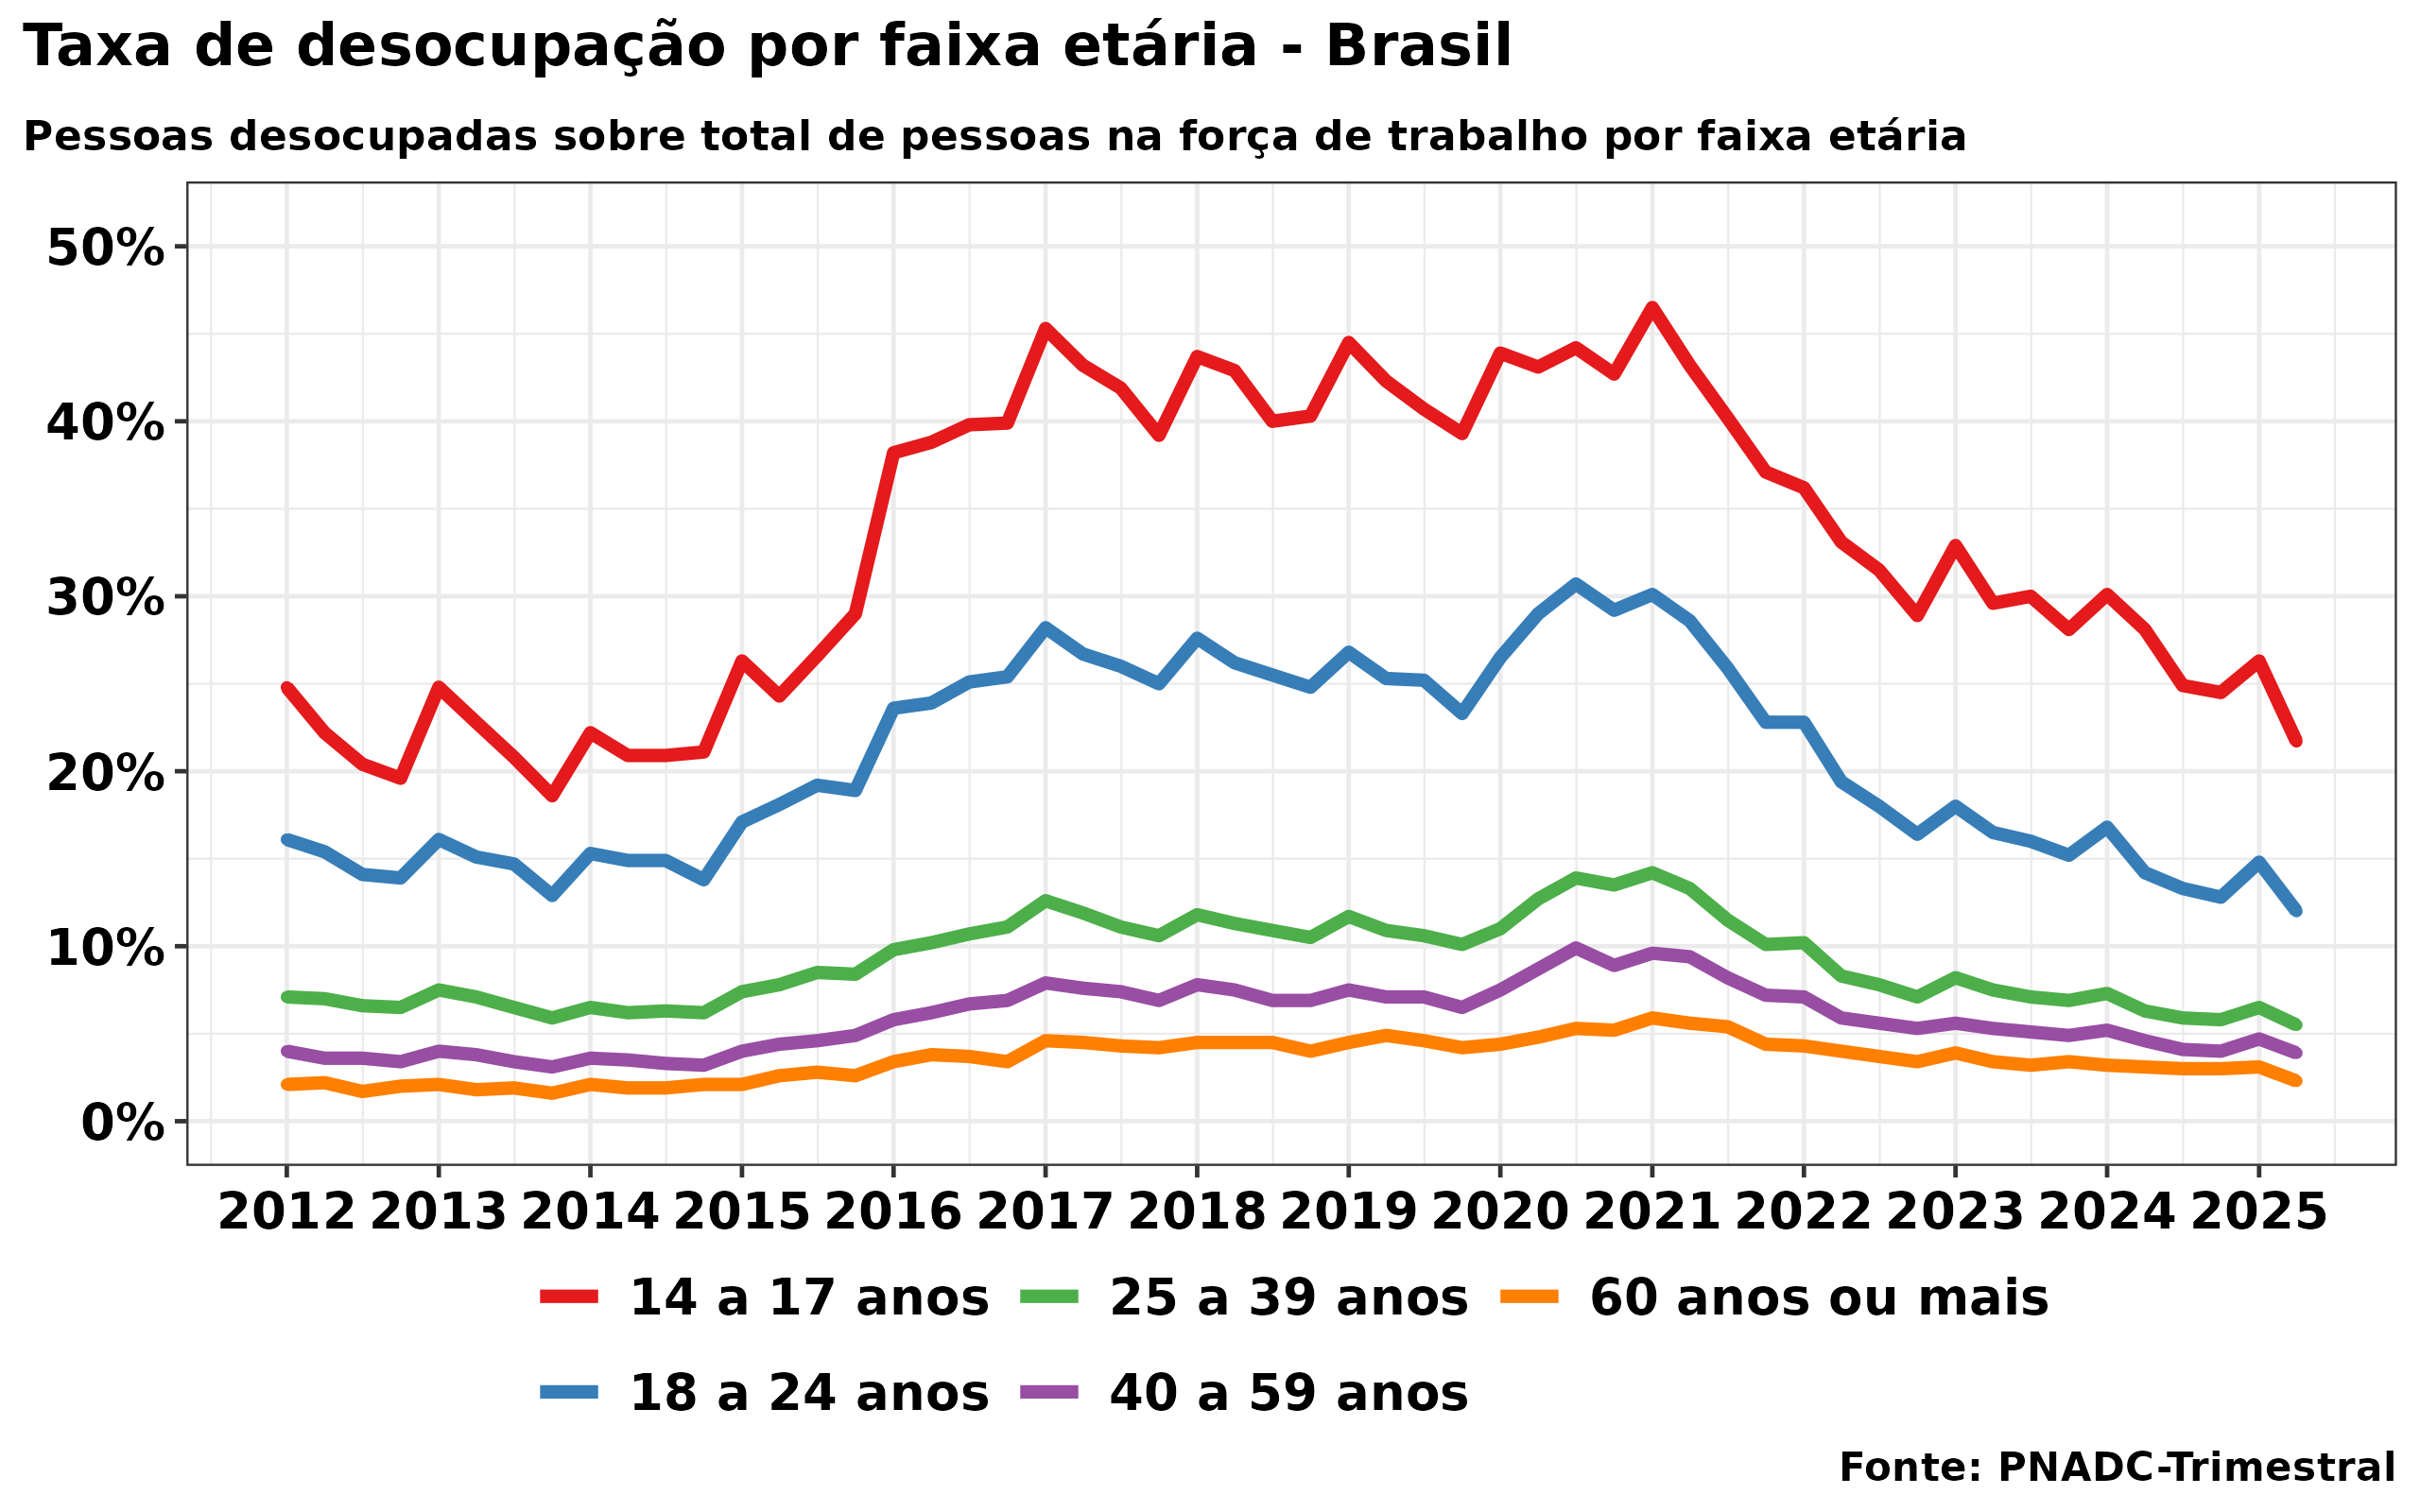 Taxa de desocupação por faixa etária - Brasil
Pessoas desocupadas sobre total de pessoas na força de trabalho por faixa etária
50%
40%
30%
20%
10%
0%
2012 2013 2014 2015 2016 2017 2018 2019 2020 2021 2022 2023 2024 2025
14 a 17 anos 25 a 39 anos 60 anos ou mais
18 a 24 anos 40 a 59 anos
Fonte: PNADC-Trimestral